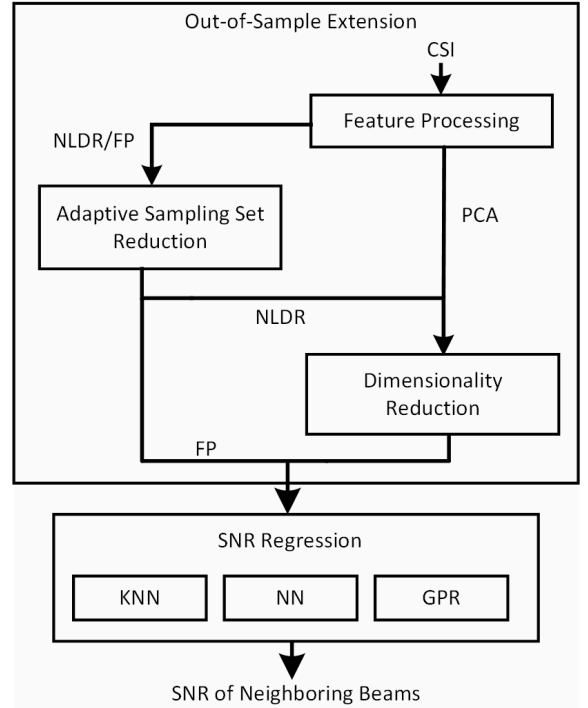 Out-of-Sample Extension
CSI
Feature Processing
NLDR/FP
Adaptive Sampling Set
Reduction
PCA
NLDR
Dimensionality
Reduction
FP
SNR Regression
KNN
NN
GPR
SNR of Neighboring Beams